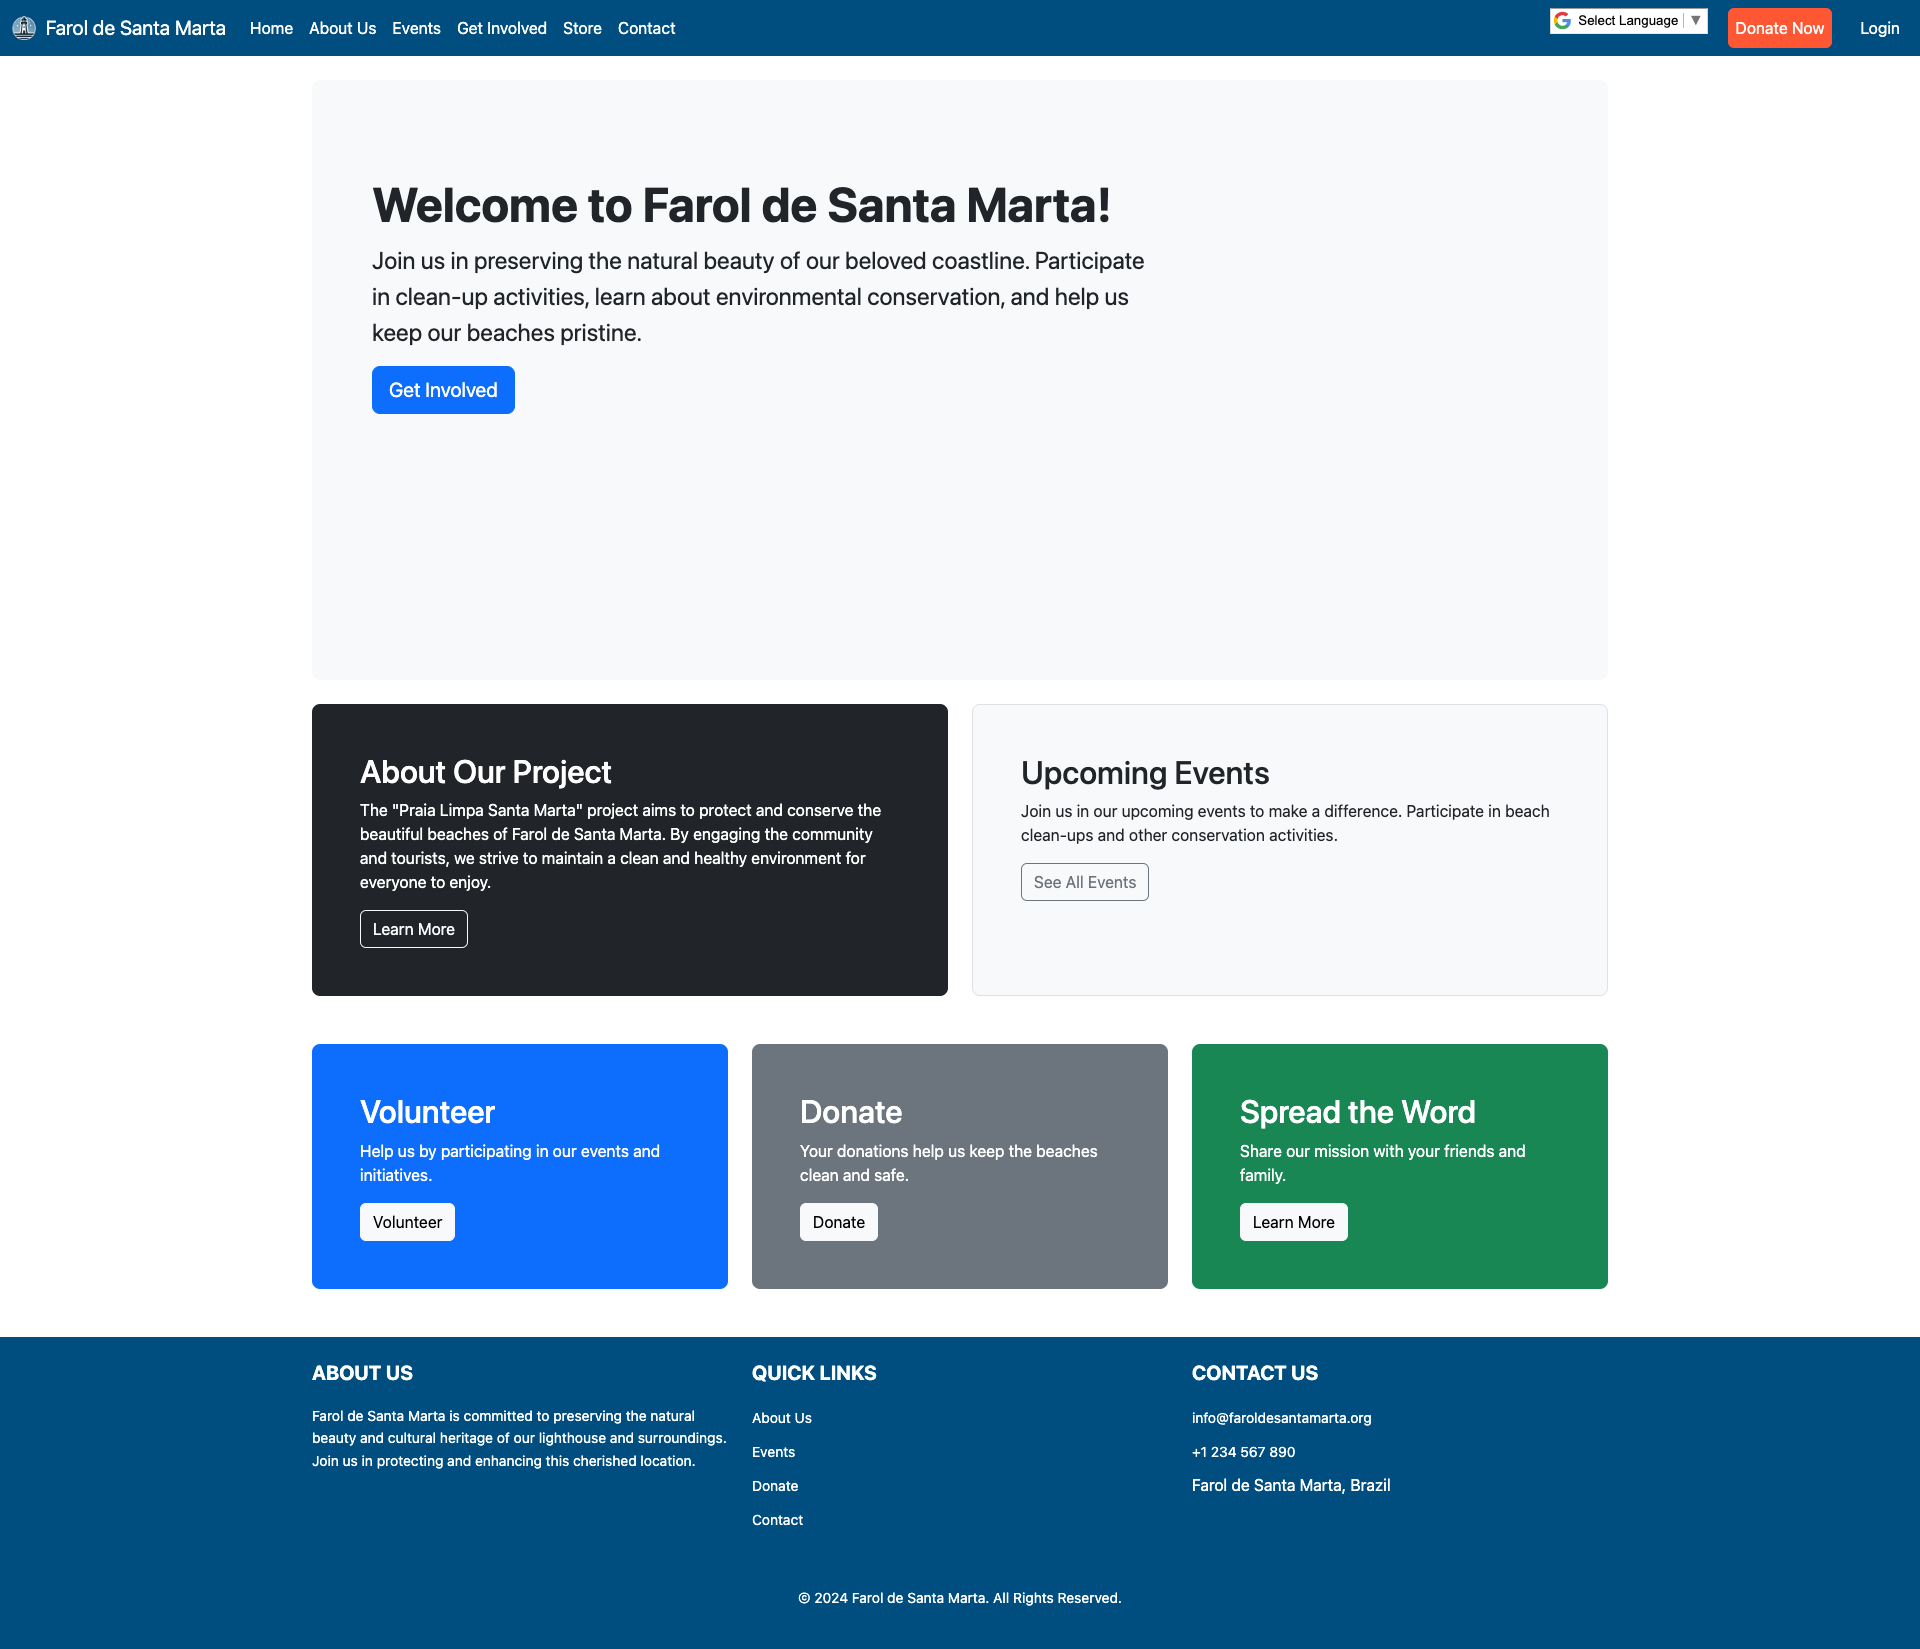 Farol de Santa Marta
Home About Us Events Get Involved Store Contact
Select Language ▼
Donate Now
Login
Welcome to Farol de Santa Marta!
Join us in preserving the natural beauty of our beloved coastline. Participate
in clean-up activities, learn about environmental conservation, and help us
keep our beaches pristine.
Get Involved
About Our Project
The "Praia Limpa Santa Marta" project aims to protect and conserve the
beautiful beaches of Farol de Santa Marta. By engaging the community
and tourists, we strive to maintain a clean and healthy environment for
everyone to enjoy.
Learn More
Upcoming Events
Join us in our upcoming events to make a difference. Participate in beach
clean-ups and other conservation activities.
See All Events
Volunteer
Help us by participating in our events and
initiatives.
Volunteer
Donate
Your donations help us keep the beaches
clean and safe.
Donate
Spread the Word
Share our mission with your friends and
family.
Learn More
ABOUT US
Farol de Santa Marta is committed to preserving the natural
beauty and cultural heritage of our lighthouse and surroundings.
Join us in protecting and enhancing this cherished location.
QUICK LINKS
About Us
Events
Donate
Contact
CONTACT US
info@faroldesantamarta.org
+1 234 567 890
Farol de Santa Marta, Brazil
© 2024 Farol de Santa Marta. All Rights Reserved.